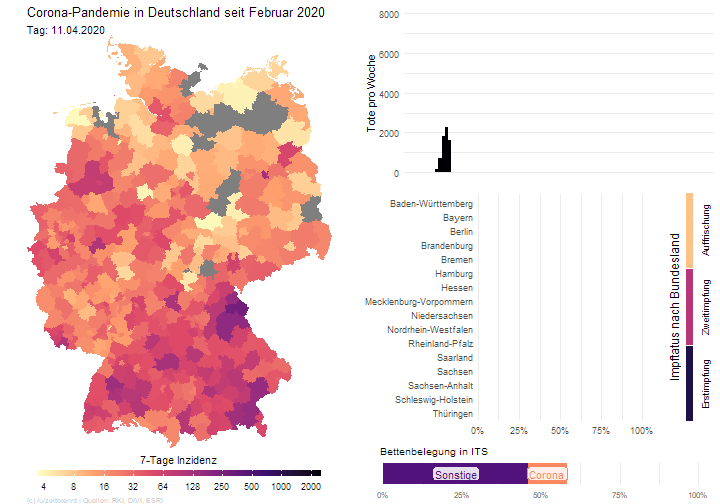 Corona-Pandemie in Deutschland seit Februar 2020
Tag: 11.04.2020
7-Tage Inzidenz
4 8 16 32 64 128 250 500 1000 2000
(c) /u/zeitbrennt | Quellen: RKI, DIVI, ESRI
Tote pro Woche
8000
6000
4000
2000
0
Baden-Württemberg
Bayern
Berlin
Brandenburg
Bremen
Hamburg
Hessen
Mecklenburg-Vorpommern
Niedersachsen
Nordrhein-Westfalen
Rheinland-Pfalz
Saarland
Sachsen
Sachsen-Anhalt
Schleswig-Holstein
Thüringen
0% 25% 50% 75% 100%
Impfstatus nach Bundesland
Auffrischung
Zweitimpfung
Erstimpfung
Bettenbelegung in ITS
Sonstige Corona
0% 25% 50% 75% 100%